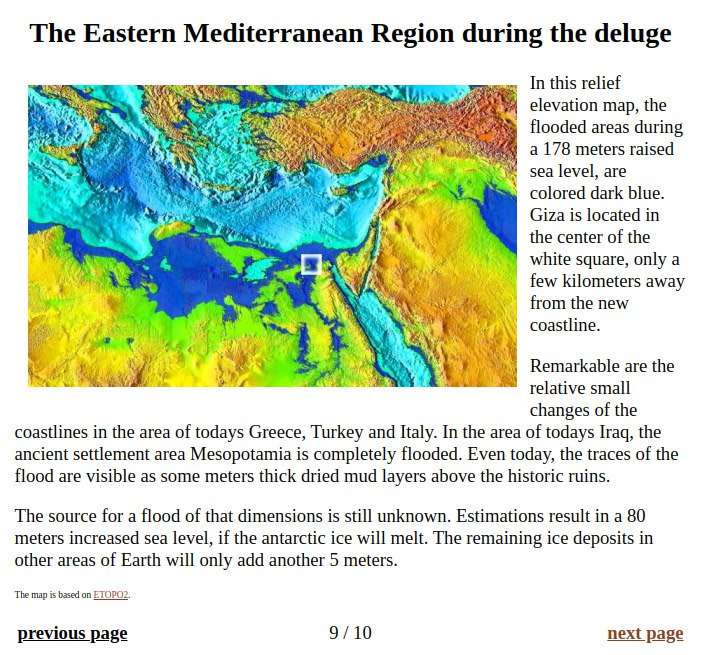 The Eastern Mediterranean Region during the deluge
In this relief
elevation map, the
flooded areas during
a 178 meters raised
sea level, are
colored dark blue.
Giza is located in
the center of the
white square, only a
few kilometers away
from the new
coastline.
Remarkable are the
relative small
changes of the
coastlines in the area of todays Greece, Turkey and Italy. In the area of todays Iraq, the
ancient settlement area Mesopotamia is completely flooded. Even today, the traces of the
flood are visible as some meters thick dried mud layers above the historic ruins.
The source for a flood of that dimensions is still unknown. Estimations result in a 80
meters increased sea level, if the antarctic ice will melt. The remaining ice deposits in
other areas of Earth will only add another 5 meters.
The map is based on ETOPO2.
previous page 9 / 10 next page